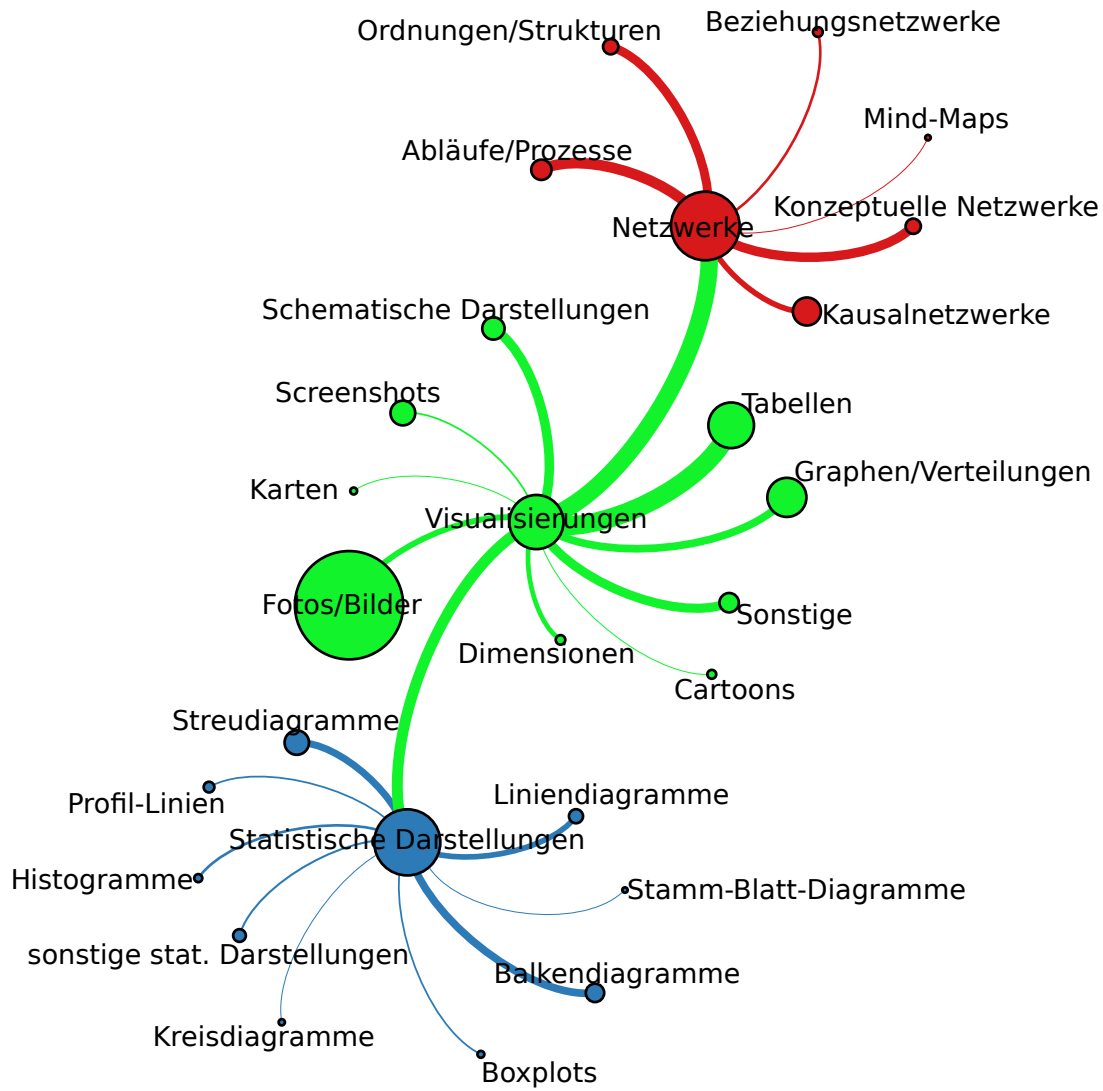 Beziehungsnetzwerke
Ordnungen/Strukturen
Mind-Maps
Abläufe/Prozesse
Konzeptuelle Netzwerke
Netzwerke
Schematische Darstellungen
Kausalnetzwerke
Screenshots
Tabellen
Graphen/Verteilungen
Karten
Visualisierungen
Fotos/Bilder
Sonstige
Dimensionen
Cartoons
Streudiagramme
Liniendiagramme
Profil-Linien
Statistische Darstellungen
Histogramme
Stamm-Blatt-Diagramme
sonstige stat. Darstellungen
Balkendiagramme
Kreisdiagramme
Boxplots